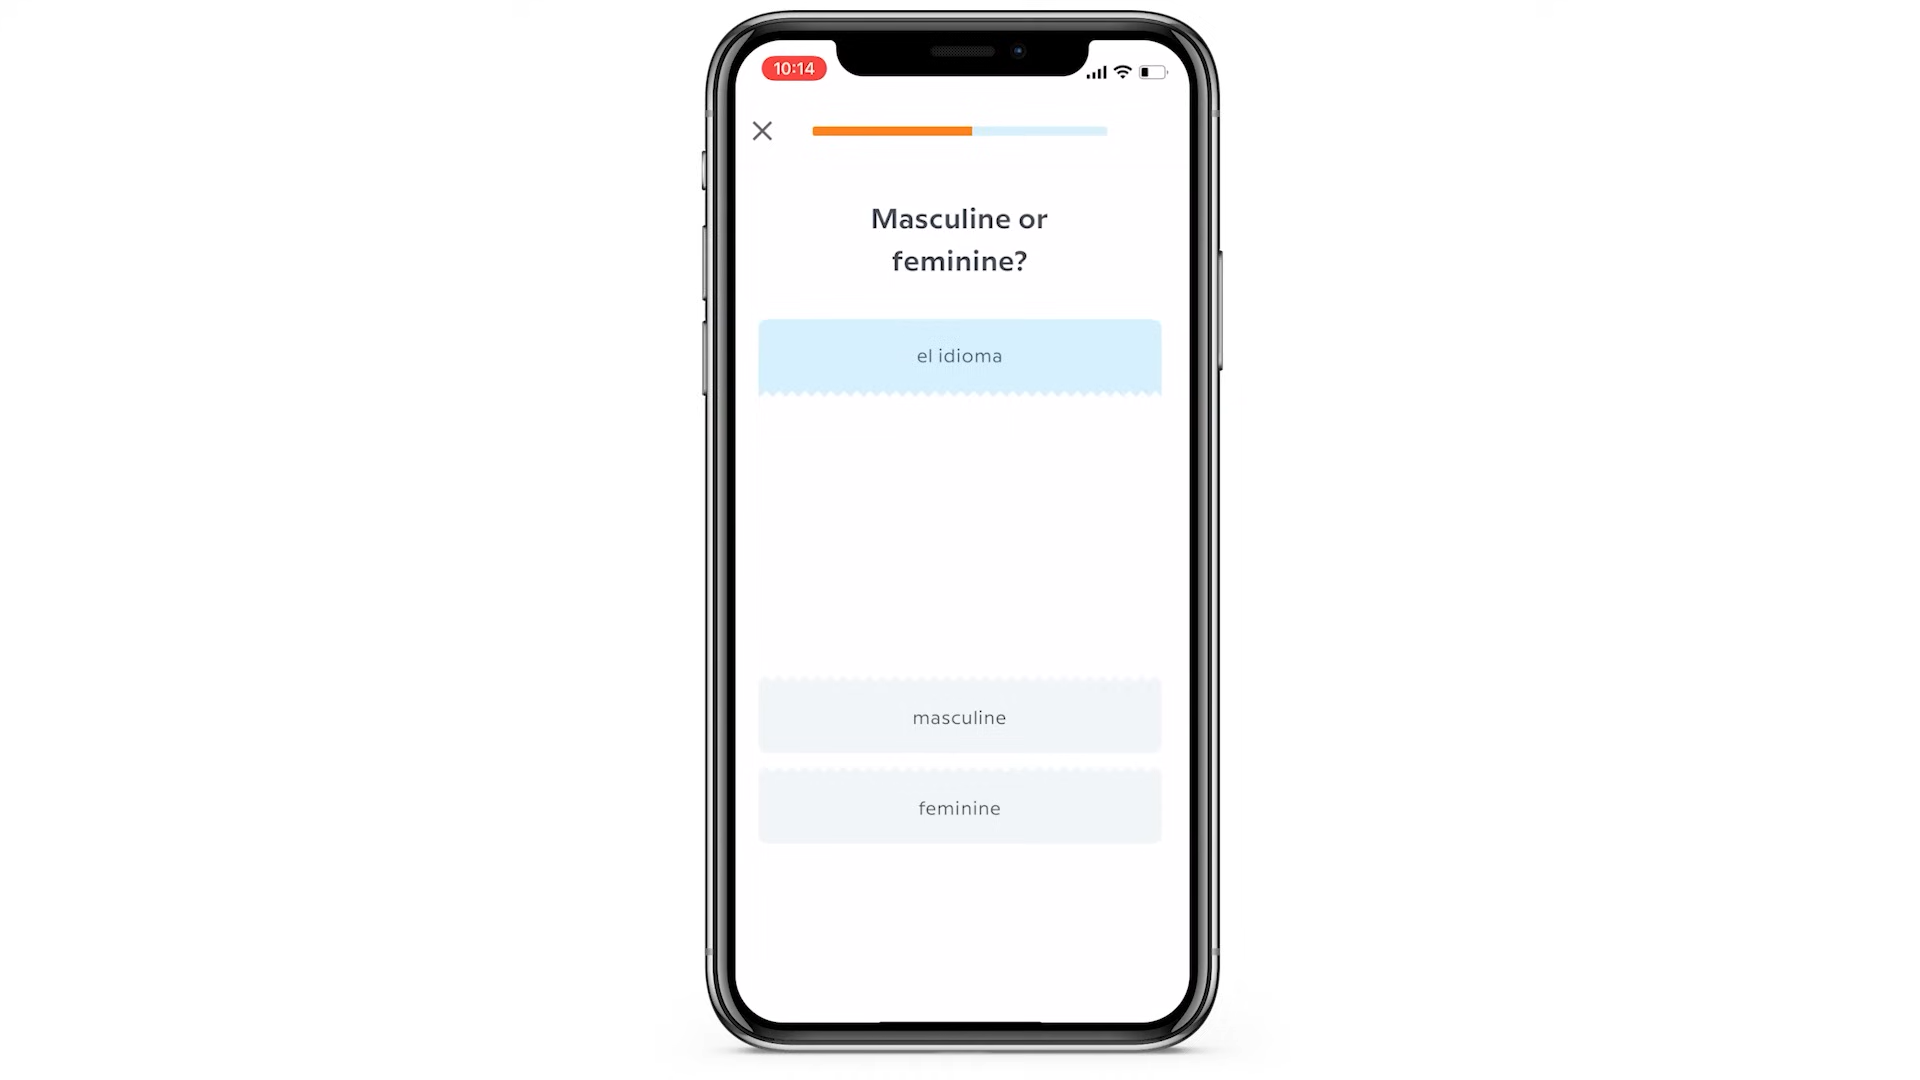 10:14
Masculine or
feminine?
el idioma
masculine
feminine